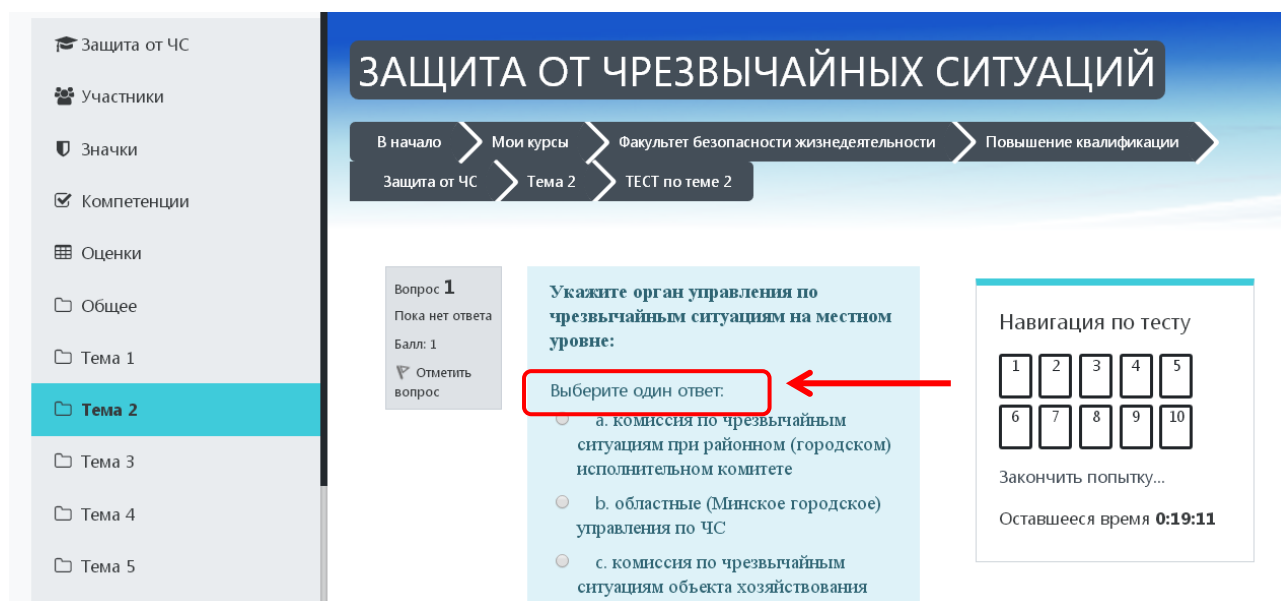 Защита от ЧС
Участники
Значки
Компетенции
Оценки
Общее
Тема 1
Тема 2
Тема 3
Тема 4
Тема 5
ЗАЩИТА ОТ ЧРЕЗВЫЧАЙНЫХ СИТУАЦИЙ
В начало Мои курсы Факультет безопасности жизнедеятельности Повышение квалификации
Защита от ЧС Тема 2 ТЕСТ по теме 2
Вопрос 1
Пока нет ответа
Балл: 1
Отметить
вопрос
Укажите орган управления по
чрезвычайным ситуациям на местном
уровне:
Выберите один ответ:
a. комиссия по чрезвычайным
ситуациям при районном (городском)
исполнительном комитете
b. областные (Минское городское)
управления по ЧС
c. комиссия по чрезвычайным
ситуациям объекта хозяйствования
Навигация по тесту
1 2 3 4 5
6 7 8 9 10
Закончить попытку...
Оставшееся время 0:19:11